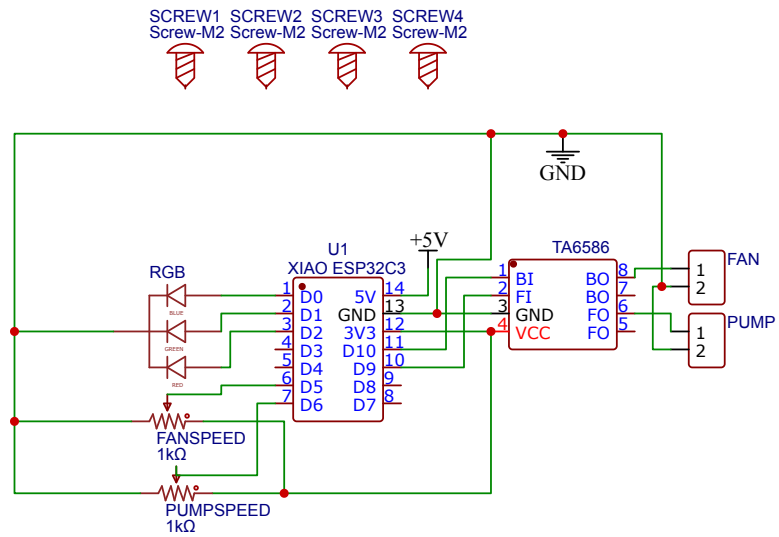 SCREW1 SCREW2 SCREW3 SCREW4
Screw-M2 Screw-M2 Screw-M2 Screw-M2
GND
+5V
U1
XIAO ESP32C3
TA6586
RGB
BLUE
GREEN
RED
1 D0 5V 14
2 D1 GND 13
3 D2 3V3 12
4 D3 D10 11
5 D4 D9 10
6 D5 D8 9
7 D6 D7 8
1 BI BO 8
2 FI BO 7
3 GND FO 6
4 VCC FO 5
FAN
1
2
PUMP
1
2
FANSPEED
1kΩ
PUMPSPEED
1kΩ